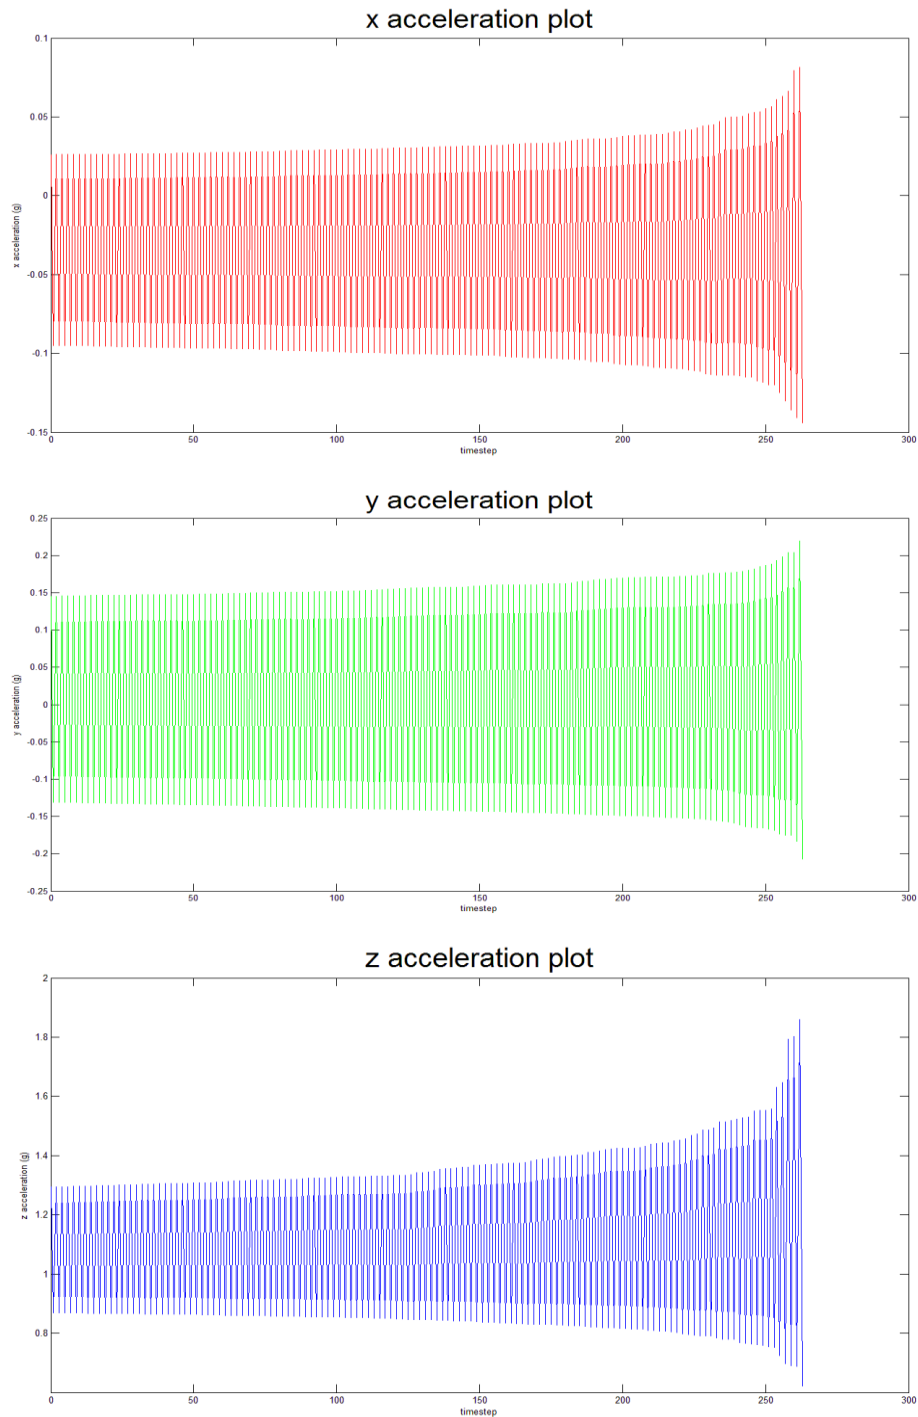 x acceleration plot
0.1
0.05
0
-0.05
-0.1
-0.15
x acceleration (g)
0 50 100 150 200 250 300
timestep
y acceleration plot
0.25
0.2
0.15
0.1
0.05
0
-0.05
-0.1
-0.15
-0.2
-0.25
y acceleration (g)
0 50 100 150 200 250 300
timestep
z acceleration plot
2
1.8
1.6
1.4
1.2
1
0.8
z acceleration (g)
0 50 100 150 200 250 300
timestep